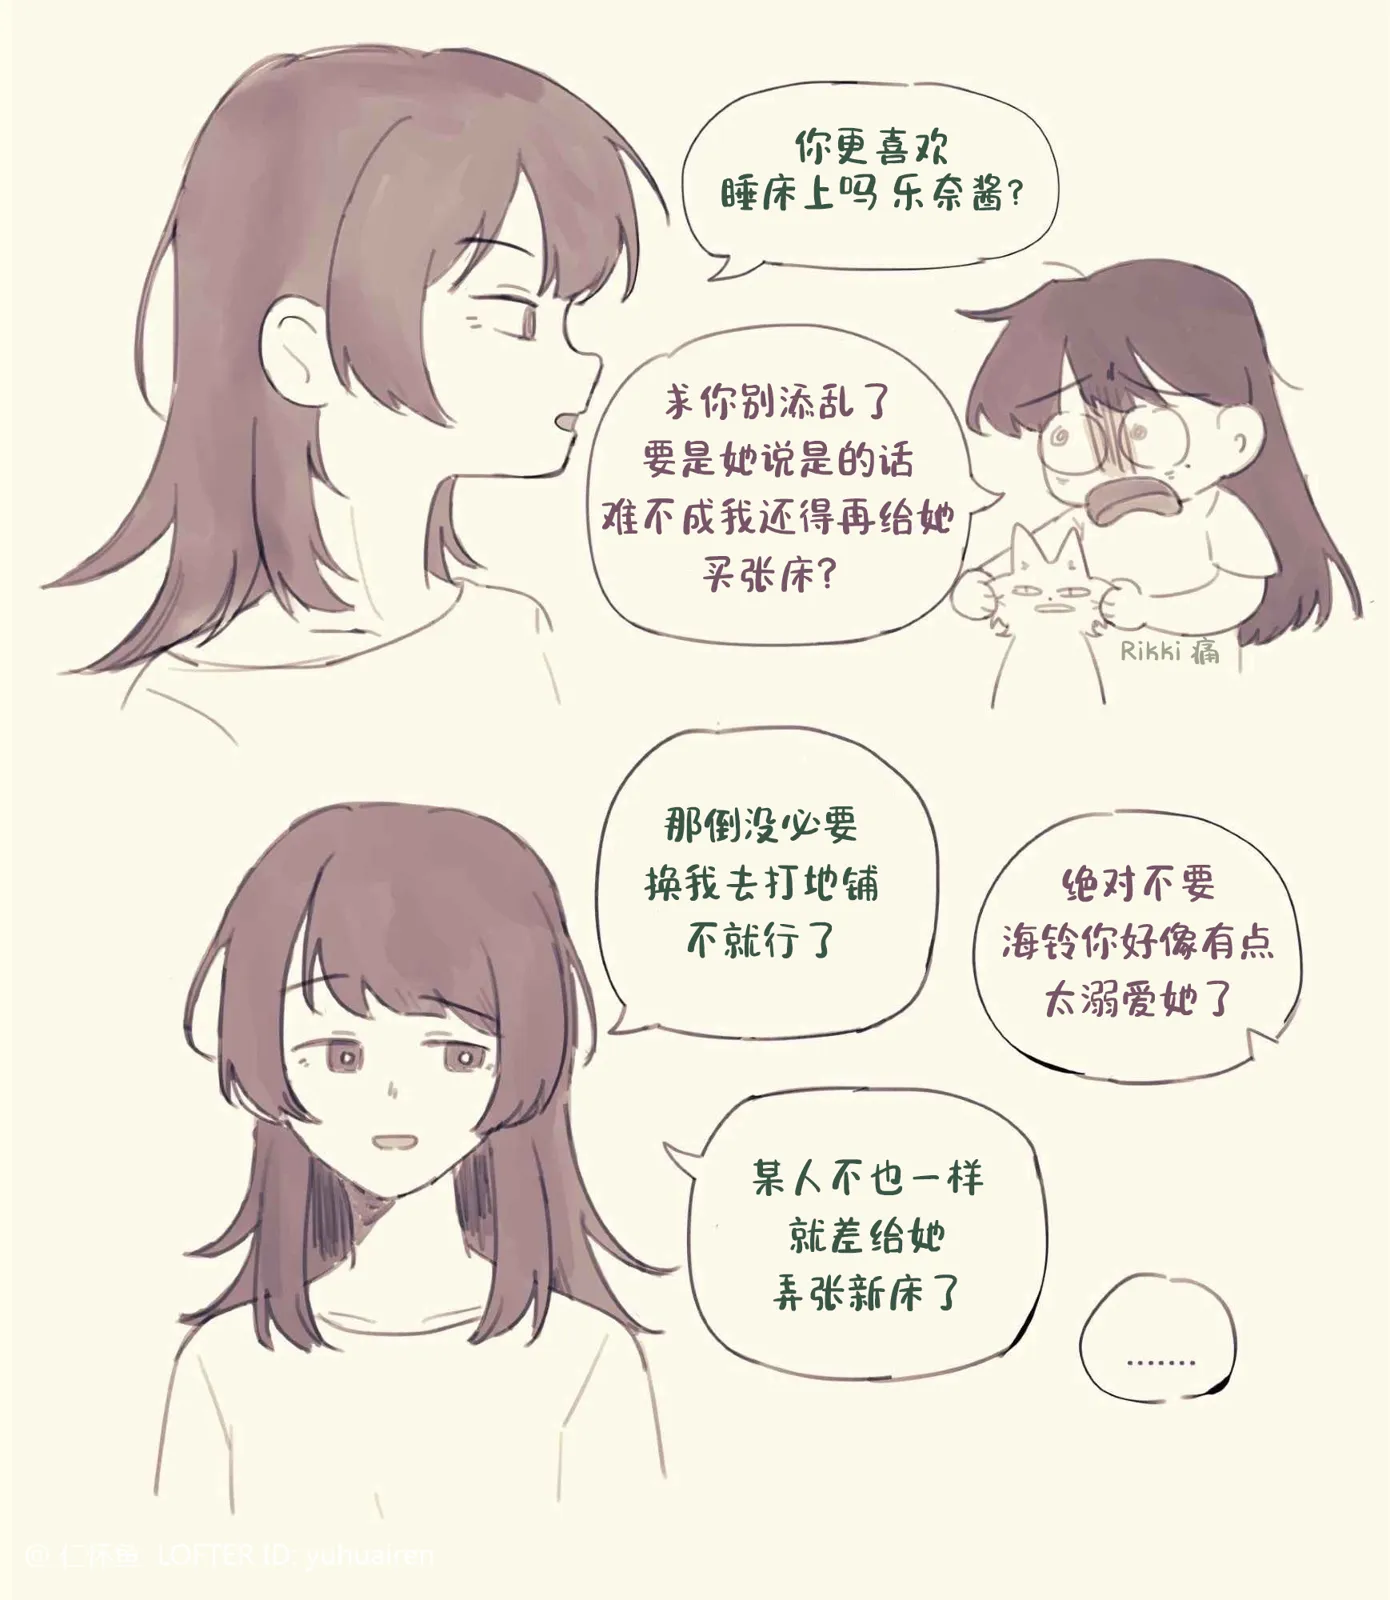 你更喜欢
睡床上吗 乐奈酱?
求你别添乱了
要是她说是的话
难不成我还得再给她
买张床?
Rikki 痛
那倒没必要
换我去打地铺
不就行了
绝对不要
海铃你好像有点
太溺爱她了
某人不也一样
就差给她
弄张新床了
.......
@ 仁怀鱼 LOFTER ID: yuhuairen